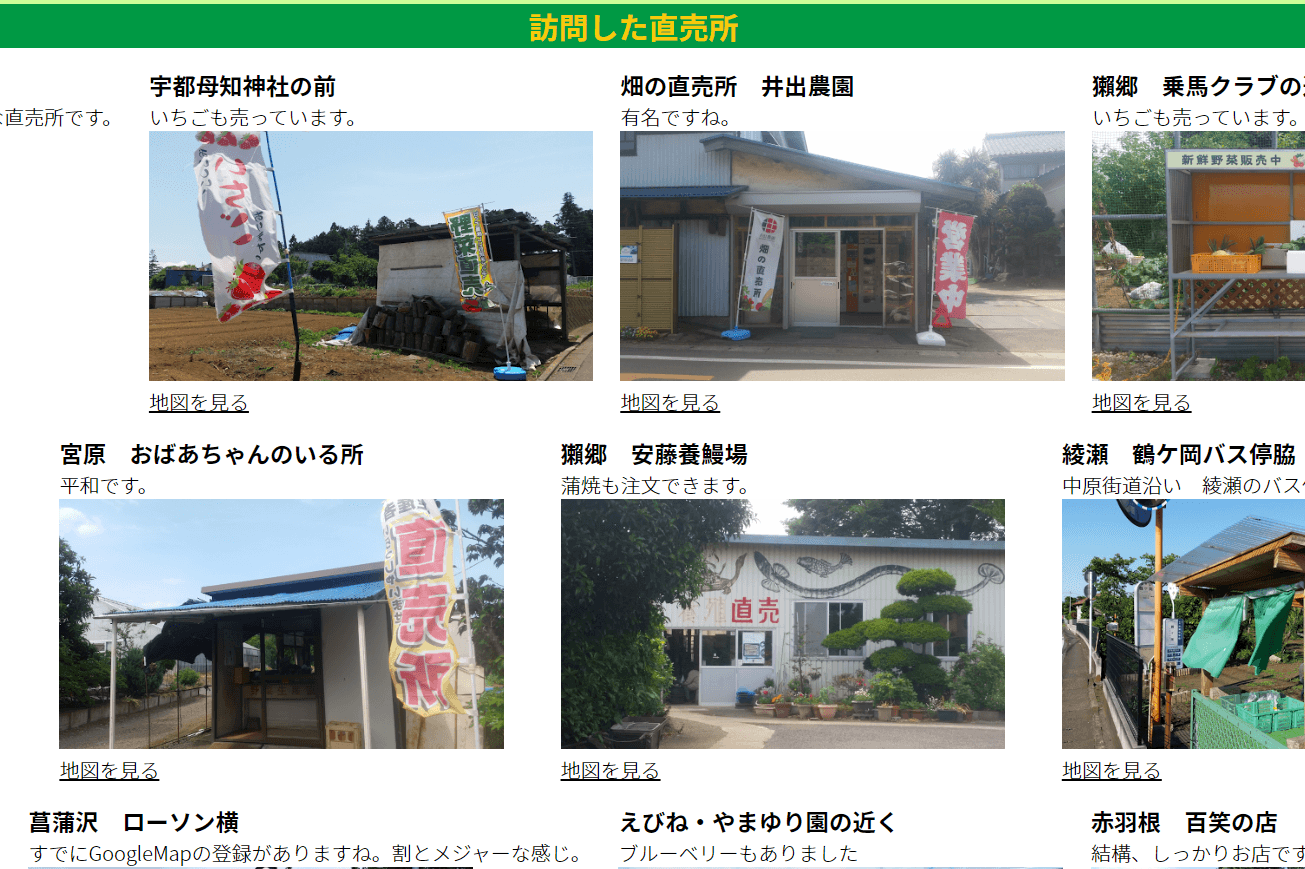 訪問した直売所
直売所です。
宇都母知神社の前
いちごも売っています。
畑の直売所　井出農園
有名ですね。
獺郷　乗馬クラブの
いちごも売っています。
いちご
営業中
畑の直売所
新鮮野菜販売中
地図を見る
地図を見る
地図を見る
宮原　おばあちゃんのいる所
平和です。
獺郷　安藤養鰻場
蒲焼も注文できます。
綾瀬　鶴ケ岡バス停脇
中原街道沿い　綾瀬のバス
直売所
直売
地図を見る
地図を見る
地図を見る
菖蒲沢　ローソン横
すでにGoogleMapの登録がありますね。割とメジャーな感じ。
えびね・やまゆり園の近く
ブルーベリーもありました
赤羽根　百笑の店
結構、しっかりお店です